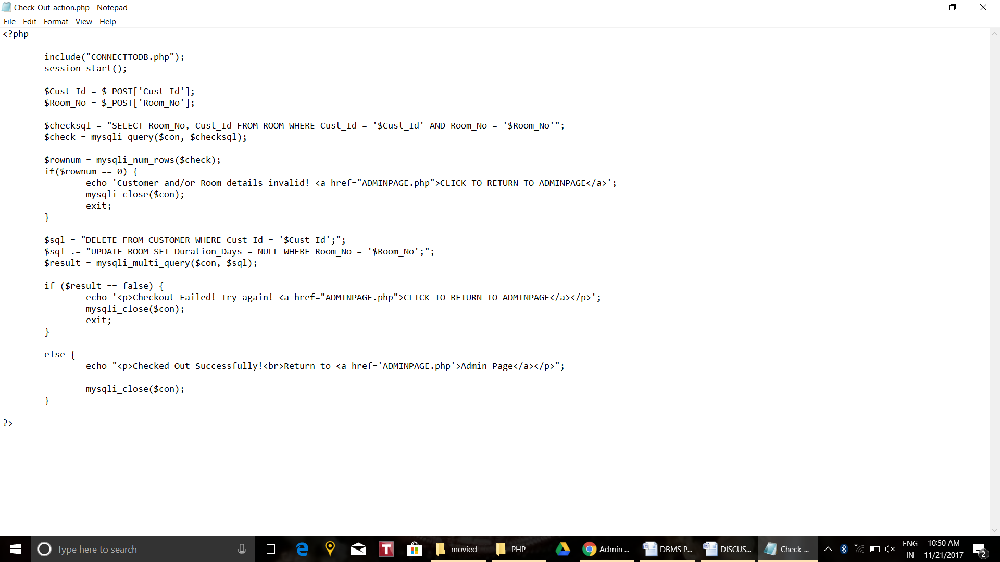 Check_Out_action.php - Notepad
File Edit Format View Help
<?php
include("CONNECTTODB.php");
session_start();
$Cust_Id = $_POST['Cust_Id'];
$Room_No = $_POST['Room_No'];
$checksql = "SELECT Room_No, Cust_Id FROM ROOM WHERE Cust_Id = '$Cust_Id' AND Room_No = '$Room_No'";
$check = mysqli_query($con, $checksql);
$rownum = mysqli_num_rows($check);
if($rownum == 0) {
echo 'Customer and/or Room details invalid! <a href="ADMINPAGE.php">CLICK TO RETURN TO ADMINPAGE</a>';
mysqli_close($con);
exit;
}
$sql = "DELETE FROM CUSTOMER WHERE Cust_Id = '$Cust_Id';";
$sql .= "UPDATE ROOM SET Duration_Days = NULL WHERE Room_No = '$Room_No';";
$result = mysqli_multi_query($con, $sql);
if ($result == false) {
echo '<p>Checkout Failed! Try again! <a href="ADMINPAGE.php">CLICK TO RETURN TO ADMINPAGE</a></p>';
mysqli_close($con);
exit;
}
else {
echo "<p>Checked Out Successfully!<br>Return to <a href='ADMINPAGE.php'>Admin Page</a></p>";
mysqli_close($con);
}
?>
Type here to search
T
movied
PHP
Admin ...
DBMS P...
DISCUS...
Check_...
ENG
IN
10:50 AM
11/21/2017
2